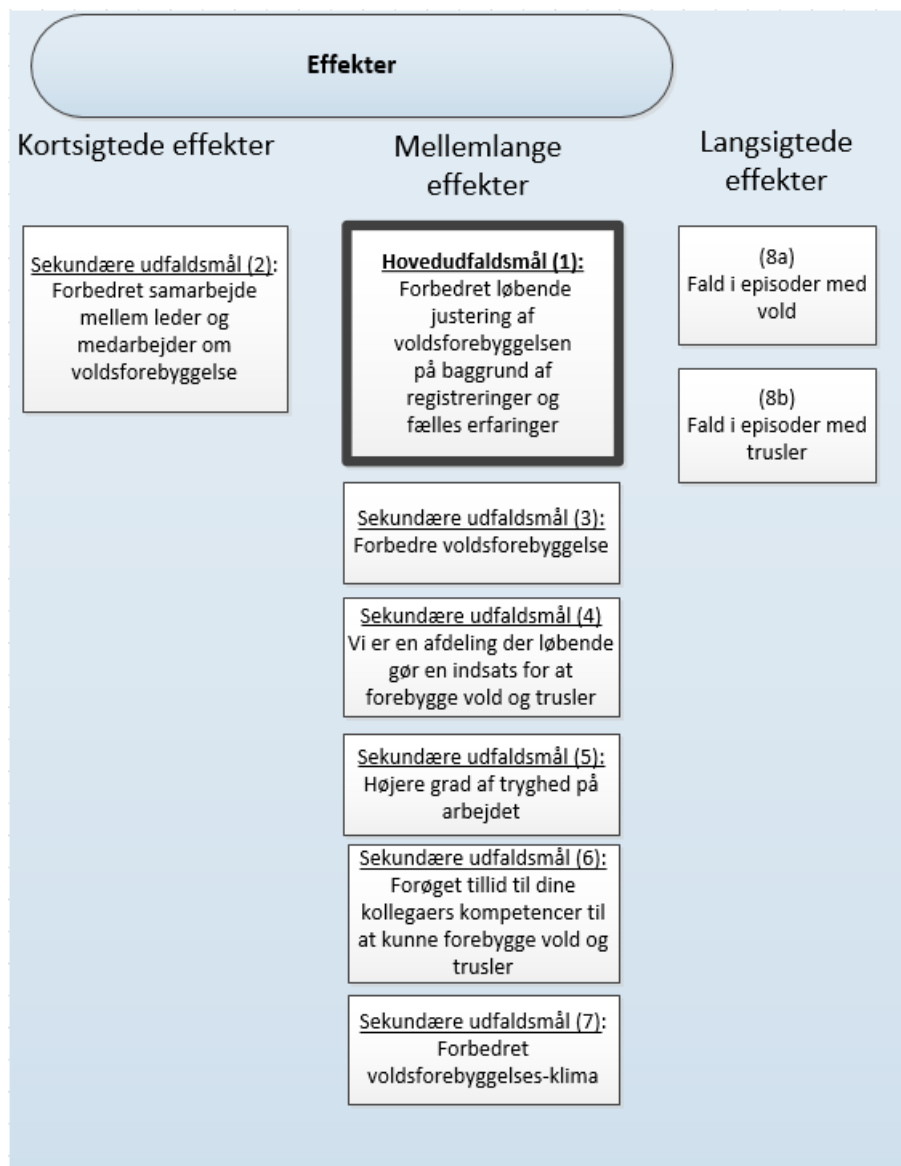 Effekter
Kortsigtede effekter
Sekundære udfaldsmål (2):
Forbedret samarbejde
mellem leder og
medarbejder om
voldsforebyggelse
Mellemlange
effekter
Hovedudfaldsmål (1):
Forbedret løbende
justering af
voldsforebyggelsen
på baggrund af
registreringer og
fælles erfaringer
Sekundære udfaldsmål (3):
Forbedre voldsforebyggelse
Sekundære udfaldsmål (4)
Vi er en afdeling der løbende
gør en indsats for at
forebygge vold og trusler
Sekundære udfaldsmål (5):
Højere grad af tryghed på
arbejdet
Sekundære udfaldsmål (6):
Forøget tillid til dine
kollegaers kompetencer til
at kunne forebygge vold og
trusler
Sekundære udfaldsmål (7):
Forbedret
voldsforebyggelses-klima
Langsigtede
effekter
(8a)
Fald i episoder med
vold
(8b)
Fald i episoder med
trusler